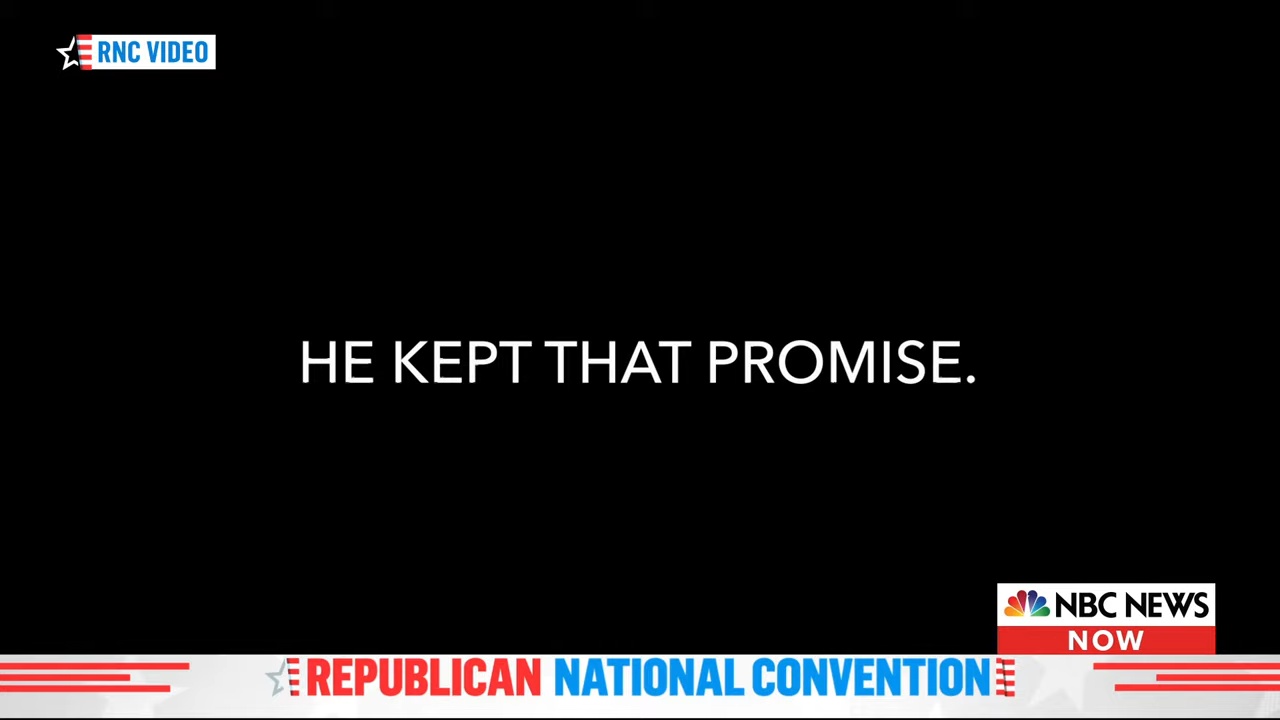 RNC VIDEO
HE KEPT THAT PROMISE.
NBC NEWS
NOW
REPUBLICAN NATIONAL CONVENTION